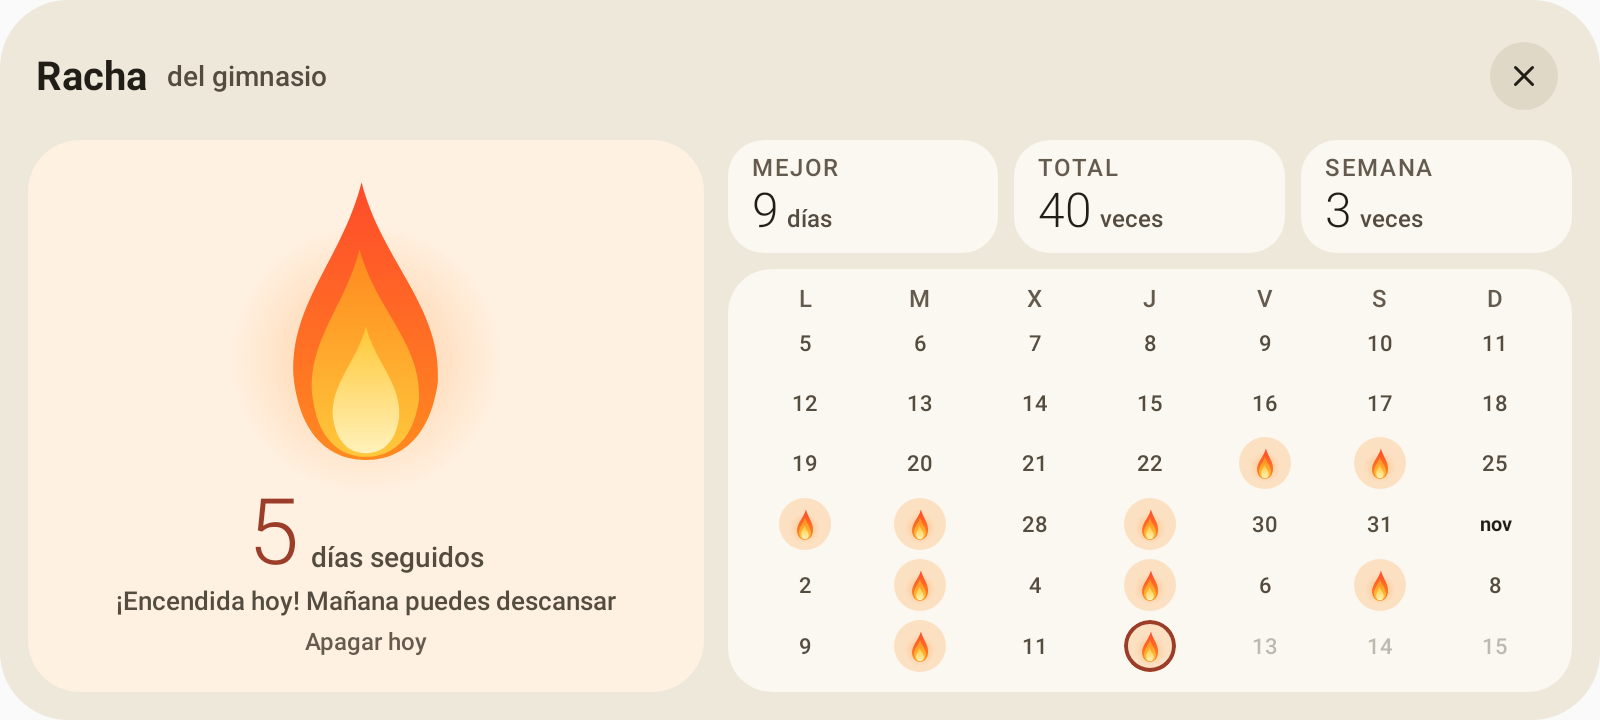 Racha del gimnasio
5 días seguidos
¡Encendida hoy! Mañana puedes descansar
Apagar hoy
MEJOR
9 días
TOTAL
40 veces
SEMANA
3 veces
L M X J V S D
5 6 7 8 9 10 11
12 13 14 15 16 17 18
19 20 21 22 25
28 30 31 nov
2 4 6 8
9 11 13 14 15